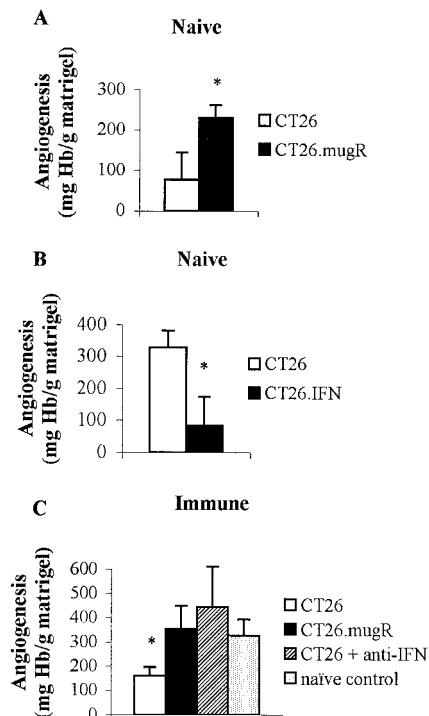 A
Naive
Angiogenesis
(mg Hb/g matrigel)
300
200
100
0
*
CT26
CT26.mugR
B
Naive
Angiogenesis
(mg Hb/g matrigel)
400
300
200
100
0
*
CT26
CT26.IFN
C
Immune
Angiogenesis
(mg Hb/g matrigel)
600
500
400
300
200
100
0
*
CT26
CT26.mugR
CT26 + anti-IFN
naïve control